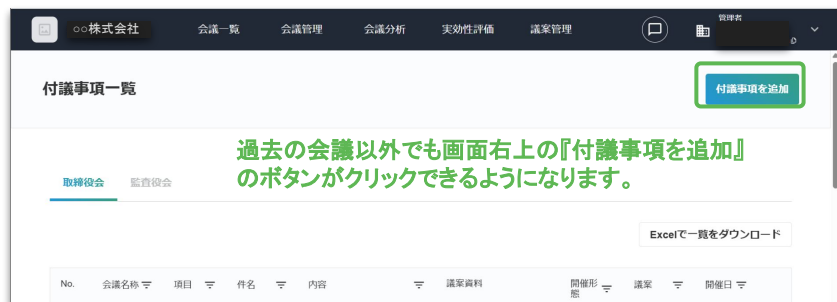 ○○株式会社 会議一覧 会議管理 会議分析 実効性評価 議案管理 管理者
付議事項一覧 付議事項を追加
過去の会議以外でも画面右上の『付議事項を追加』
のボタンがクリックできるようになります。
取締役会 監査役会
Excelで一覧をダウンロード
No. 会議名称 項目 件名 内容 議案資料 開催形 議案 開催日
態